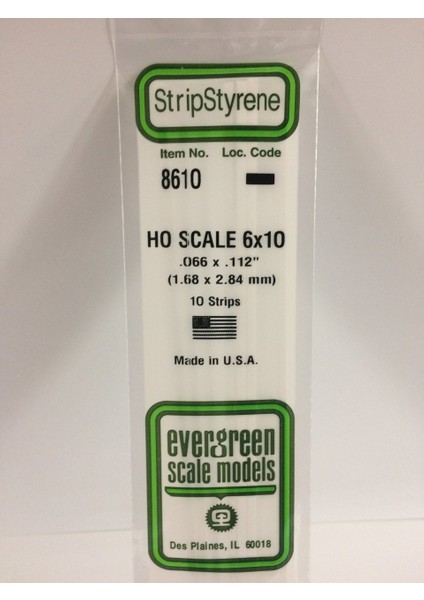 StripStyrene
Item No. Loc. Code
8610
HO SCALE 6x10
.066 x .112"
(1.68 x 2.84 mm)
10 Strips
Made in U.S.A.
evergreen
scale models
Des Plaines, IL 60018